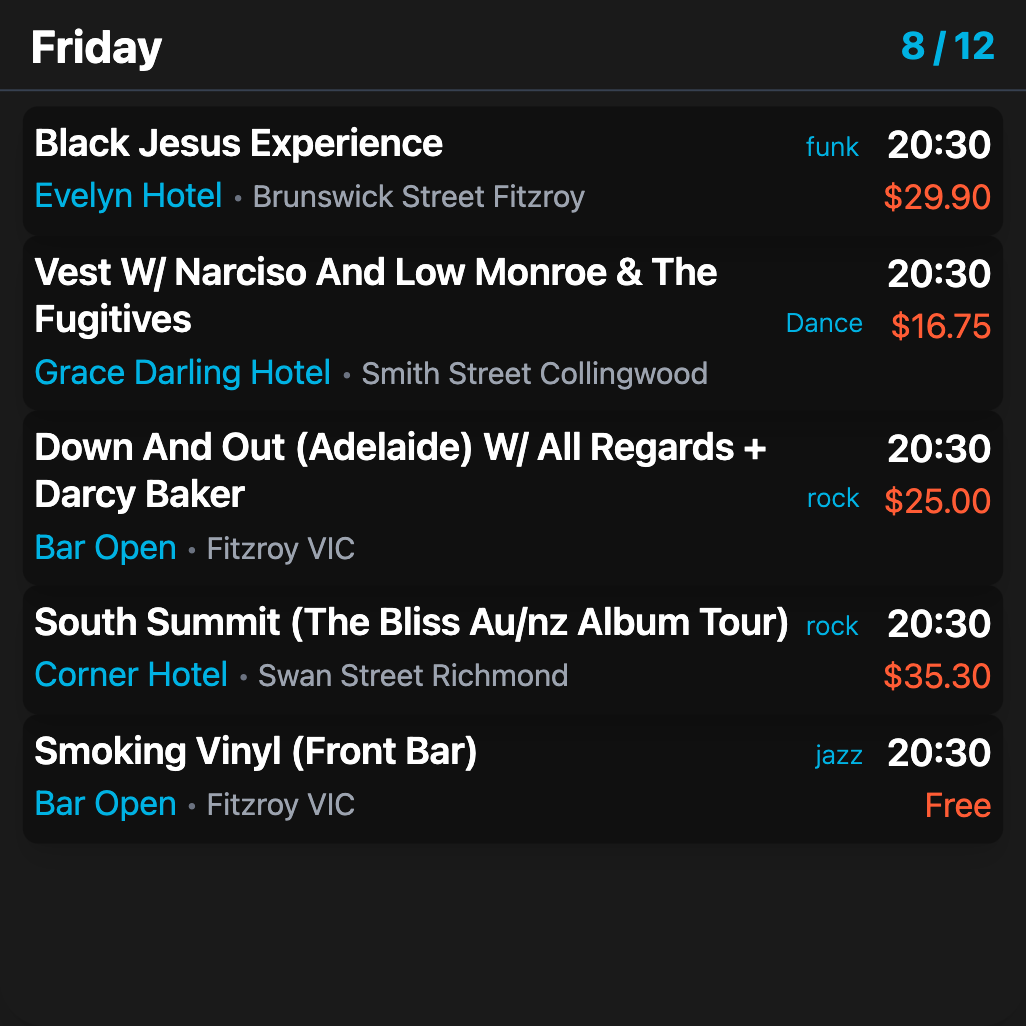 Friday 8 / 12
Black Jesus Experience funk 20:30
Evelyn Hotel • Brunswick Street Fitzroy $29.90
Vest W/ Narciso And Low Monroe & The 20:30
Fugitives Dance $16.75
Grace Darling Hotel • Smith Street Collingwood
Down And Out (Adelaide) W/ All Regards + 20:30
Darcy Baker rock $25.00
Bar Open • Fitzroy VIC
South Summit (The Bliss Au/nz Album Tour) rock 20:30
Corner Hotel • Swan Street Richmond $35.30
Smoking Vinyl (Front Bar) jazz 20:30
Bar Open • Fitzroy VIC Free